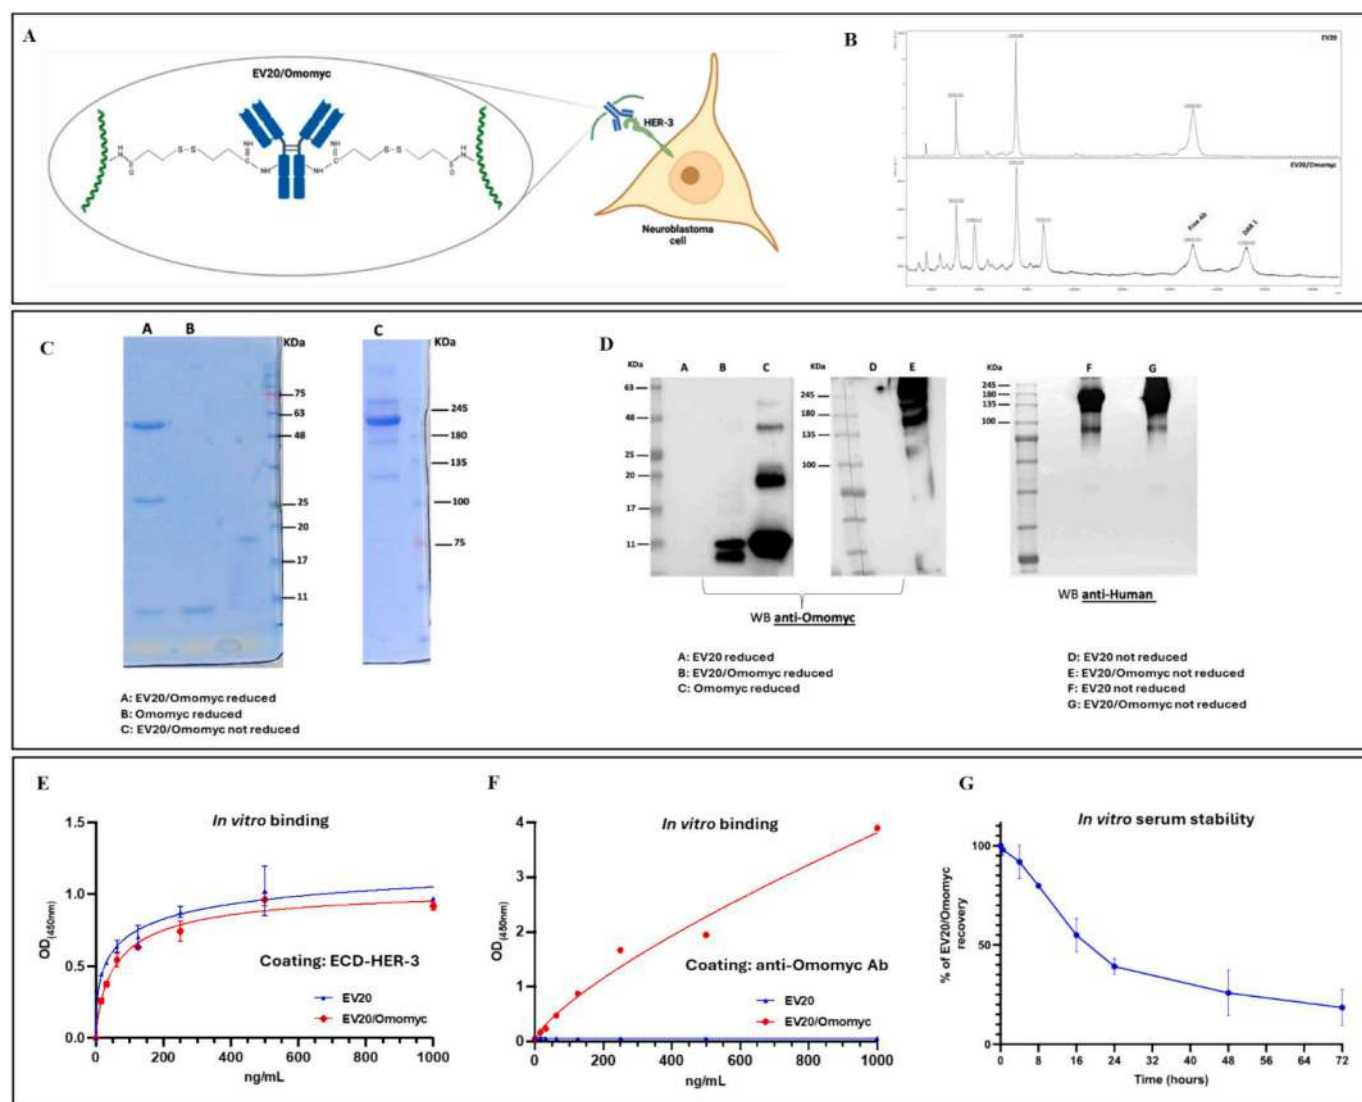 A
EV20/Omomyc
HN
O
S
S
NH
C
NH
NH
C
NH
S
S
O
HN
HER-3
Neuroblastoma
cell
B
EV20
EV20/Omomyc
Free Ab
DAR 1
C
A
B
KDa
75
63
48
25
20
17
11
C
KDa
245
180
135
100
75
A: EV20/Omomyc reduced
B: Omomyc reduced
C: EV20/Omomyc not reduced
D
KDa
A
B
C
63
48
25
20
17
11
KDa
D
E
245
180
135
100
WB anti-Omomyc
KDa
F
G
245
180
135
100
WB anti-Human
A: EV20 reduced
B: EV20/Omomyc reduced
C: Omomyc reduced
D: EV20 not reduced
E: EV20/Omomyc not reduced
F: EV20 not reduced
G: EV20/Omomyc not reduced
E
In vitro binding
OD(450nm)
1.5
1.0
0.5
0.0
Coating: ECD-HER-3
EV20
EV20/Omomyc
0 200 400 600 800 1000
ng/mL
F
In vitro binding
OD(450nm)
4
3
2
1
0
Coating: anti-Omomyc Ab
EV20
EV20/Omomyc
0 200 400 600 800 1000
ng/mL
G
In vitro serum stability
% of EV20/Omomyc
recovery
100
50
0
0 8 16 24 32 40 48 56 64 72
Time (hours)